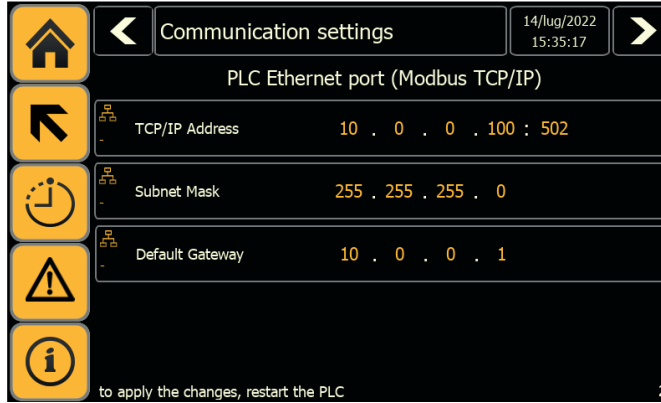 Communication settings
14/lug/2022
15:35:17
PLC Ethernet port (Modbus TCP/IP)
TCP/IP Address 10 . 0 . 0 . 100 : 502
-
Subnet Mask 255 . 255 . 255 . 0
-
Default Gateway 10 . 0 . 0 . 1
-
i
to apply the changes, restart the PLC